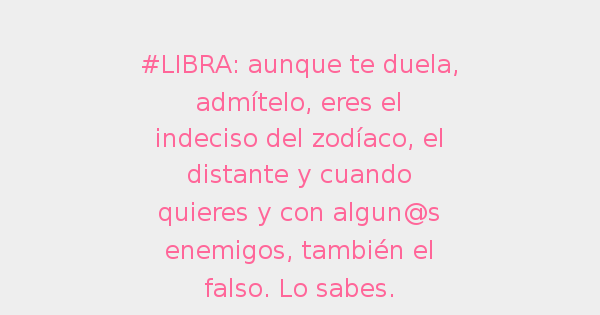 #LIBRA: aunque te duela,
admítelo, eres el
indeciso del zodíaco, el
distante y cuando
quieres y con algun@s
enemigos, también el
falso. Lo sabes.